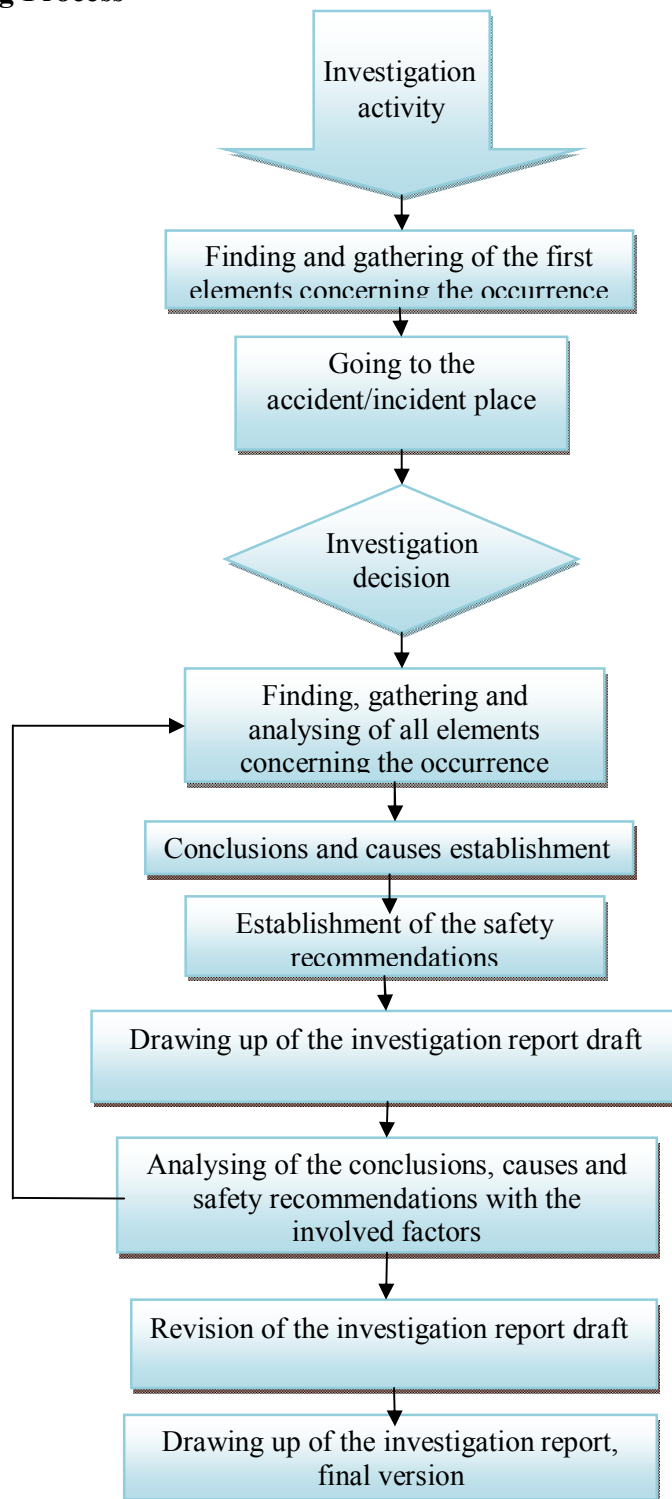 g Process
Investigation
activity
Finding and gathering of the first
elements concerning the occurrence
Going to the
accident/incident place
Investigation
decision
Finding, gathering and
analysing of all elements
concerning the occurrence
Conclusions and causes establishment
Establishment of the safety
recommendations
Drawing up of the investigation report draft
Analysing of the conclusions, causes and
safety recommendations with the
involved factors
Revision of the investigation report draft
Drawing up of the investigation report,
final version